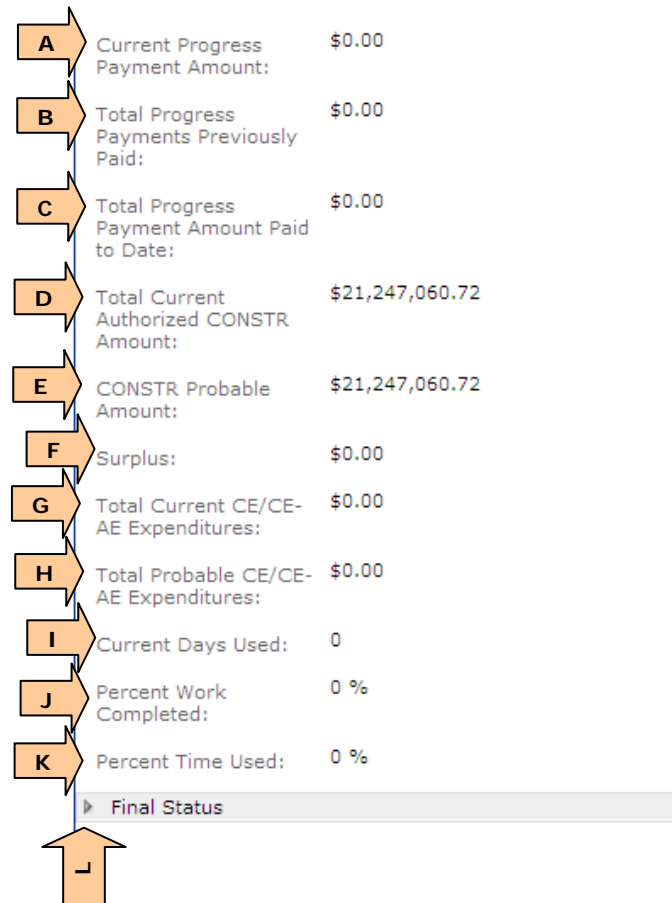 A Current Progress $0.00
Payment Amount:
B Total Progress $0.00
Payments Previously
Paid:
C Total Progress $0.00
Payment Amount Paid
to Date:
D Total Current $21,247,060.72
Authorized CONSTR
Amount:
E CONSTR Probable $21,247,060.72
Amount:
F Surplus: $0.00
G Total Current CE/CE- $0.00
AE Expenditures:
H Total Probable CE/CE- $0.00
AE Expenditures:
I Current Days Used: 0
J Percent Work 0 %
Completed:
K Percent Time Used: 0 %
Final Status
L